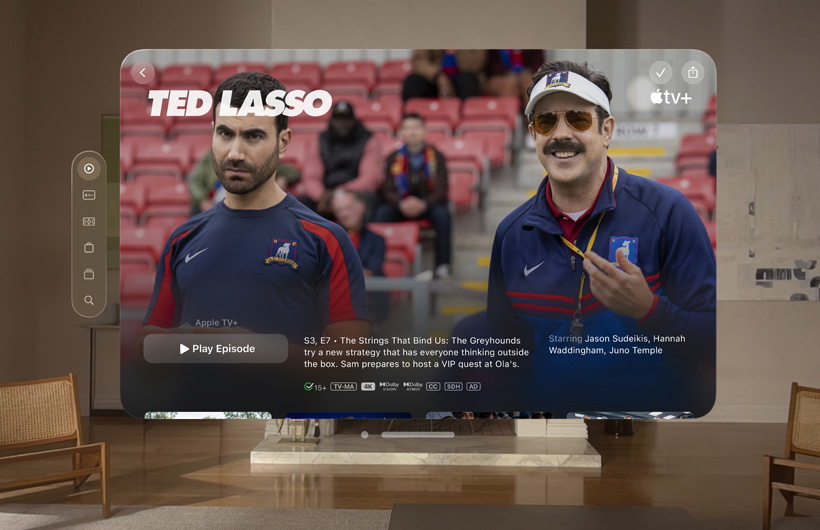 TED LASSO
tv+
Apple TV+
Play Episode
S3, E7 • The Strings That Bind Us: The Greyhounds
try a new strategy that has everyone thinking outside
the box. Sam prepares to host a VIP quest at Ola's.
Starring Jason Sudeikis, Hannah
Waddingham, Juno Temple
15+ TV-MA 4K Dolby VISION Dolby ATMOS CC SDH AD